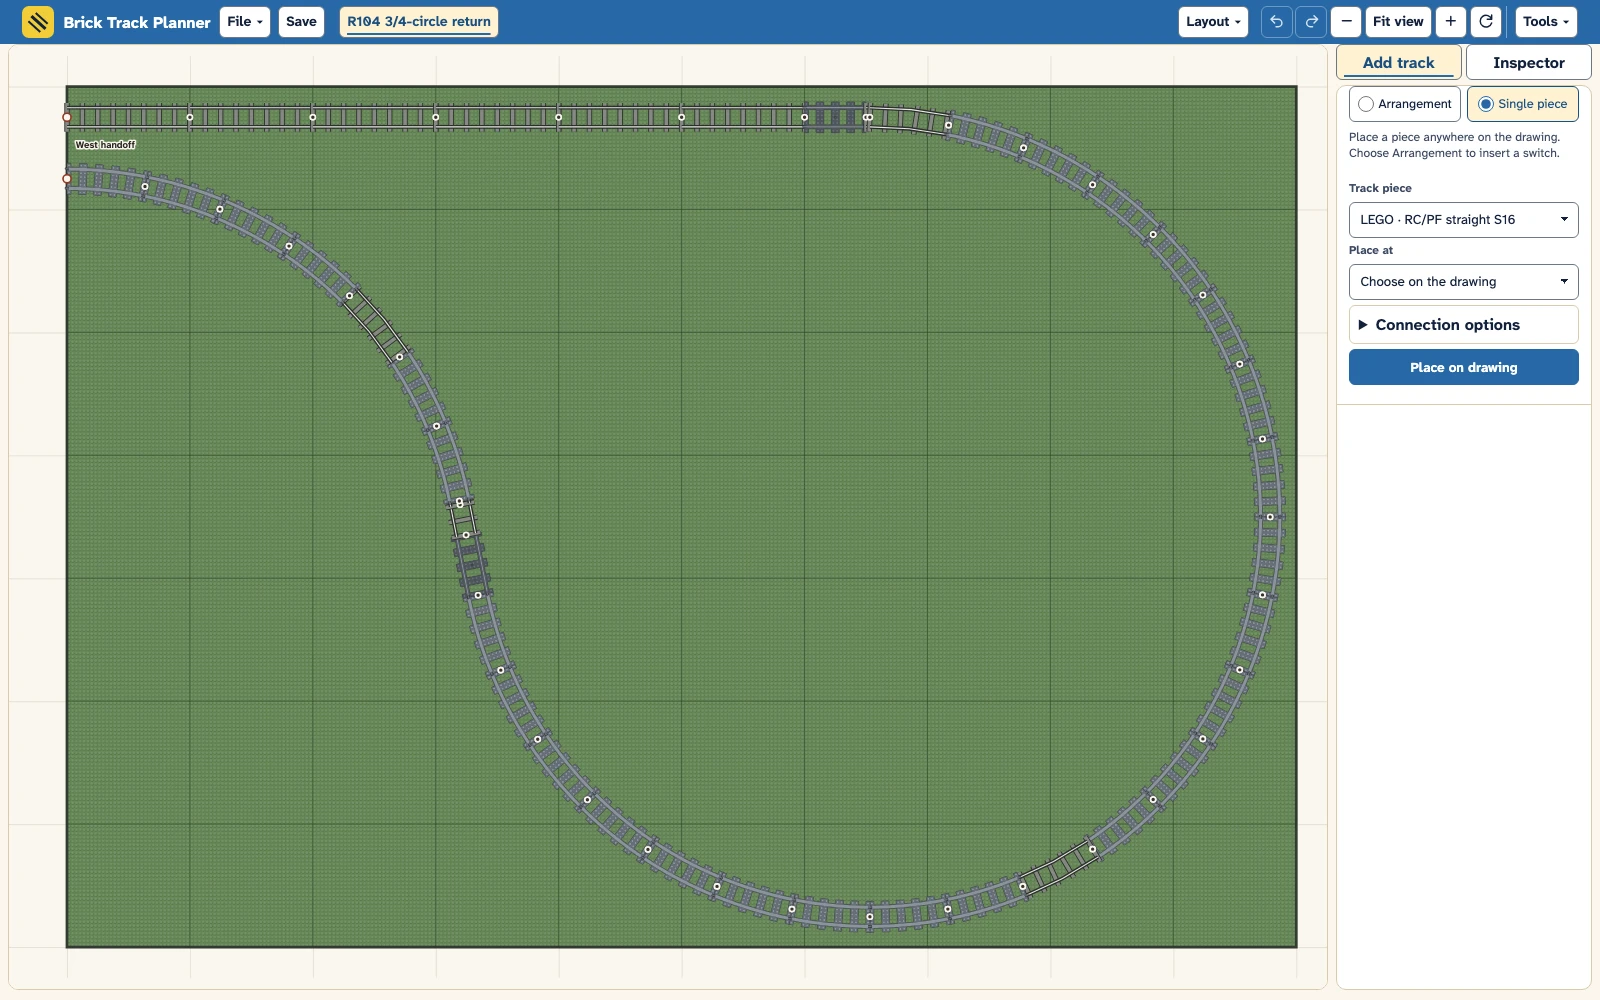 Brick Track Planner
File
Save
R104 3/4-circle return
Layout
Fit view
Tools
Add track
Inspector
Arrangement
Single piece
Place a piece anywhere on the drawing.
Choose Arrangement to insert a switch.
Track piece
LEGO · RC/PF straight S16
Place at
Choose on the drawing
Connection options
Place on drawing
West handoff